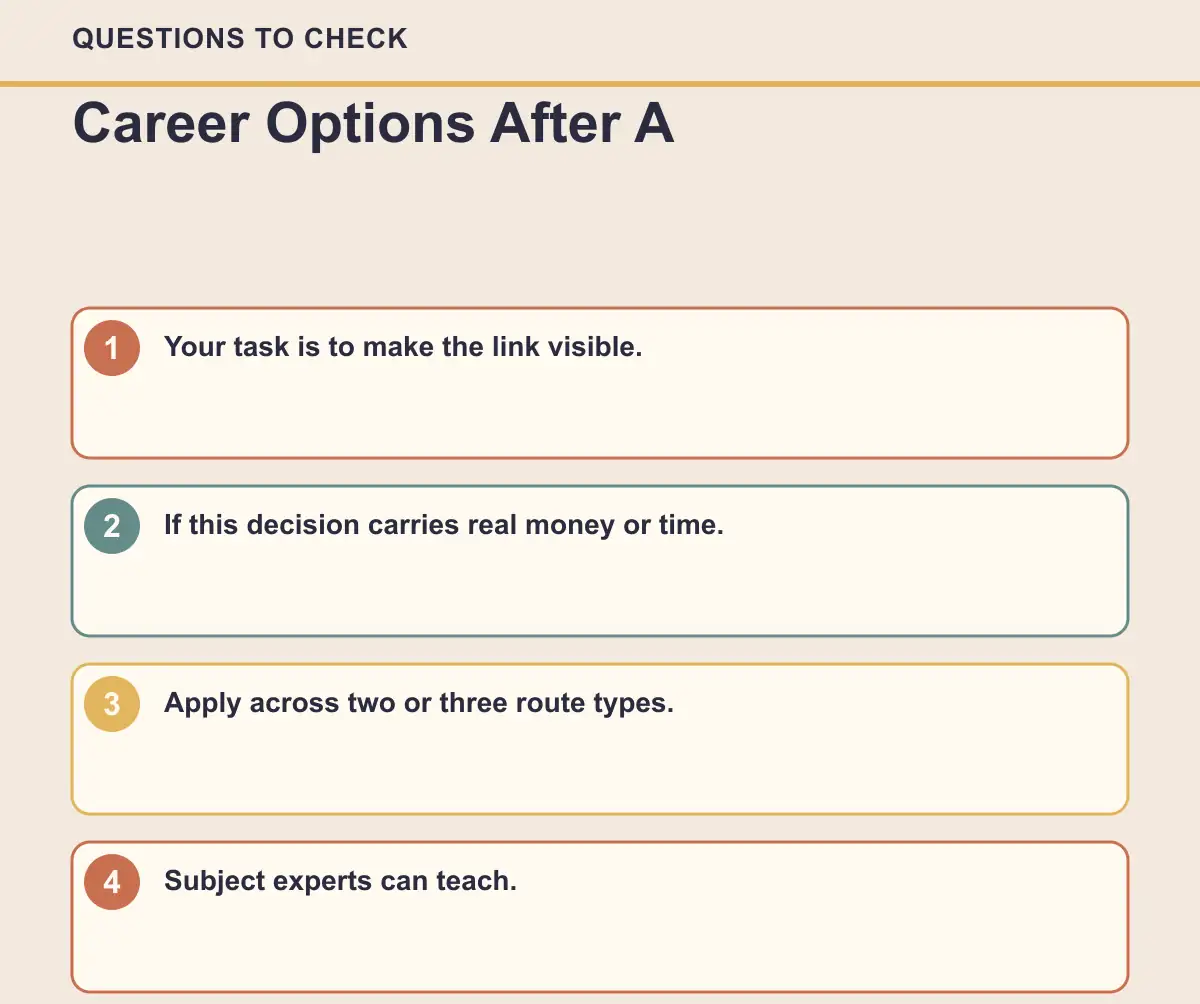 QUESTIONS TO CHECK
Career Options After A
1 Your task is to make the link visible.
2 If this decision carries real money or time.
3 Apply across two or three route types.
4 Subject experts can teach.